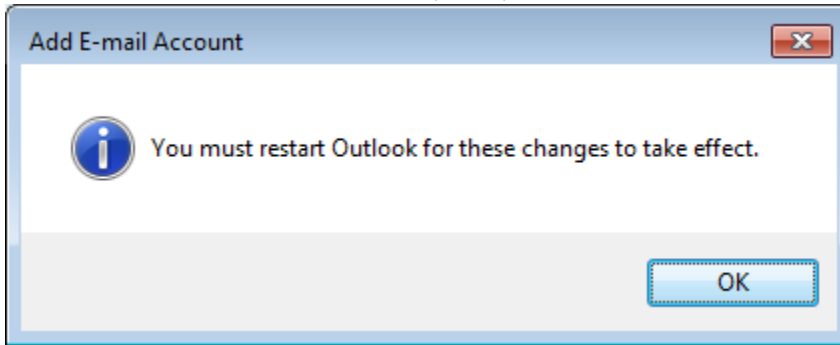 Add E-mail Account
You must restart Outlook for these changes to take effect.
OK